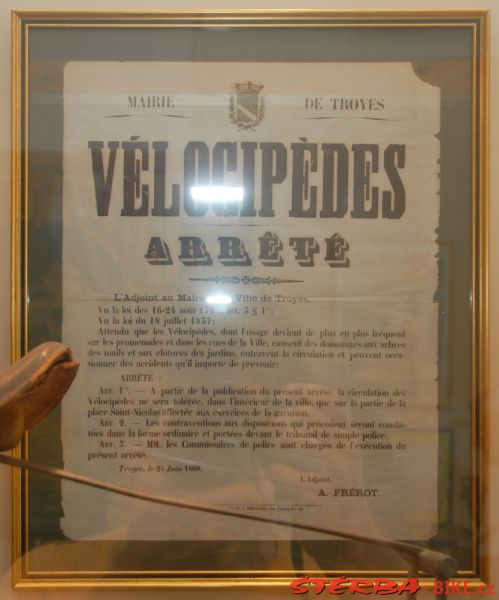 MAIRIE DE TROYES
VÉLOCIPÈDES
ARRÊTÉ
L'Adjoint au Maire Ville de Troyes,
Vu la loi des 16-24 août art. 3 § 1er;
Vu la loi du 18 juillet 1837;
Attendu que les Vélocipèdes, dont l'usage devient de plus en plus fréquent
sur les promenades et dans les rues de la Ville, causent des dommages aux arbres
des mails et aux clotures des jardins, entravent la circulation et peuvent occa-
sionner des accidents qu'il importe de prévenir;
ARRÊTE :
ART. 1er. — A partir de la publication du présent arrêté, la circulation des
Vélocipèdes ne sera tolérée, dans l'intérieur de la ville, que sur la partie de la
place Saint-Nicolas affectée aux exercices de la garnison.
ART. 2. — Les contraventions aux dispositions qui précèdent seront consta-
tées dans la forme ordinaire et portées devant le tribunal de simple police.
ART. 3. — MM. les Commissaires de police sont chargés de l'exécution du
présent arrêté.
Troyes, le 25 Juin 1869.
L'Adjoint,
A. FRÉROT.
ŠTĚRBA-BIKE.cz